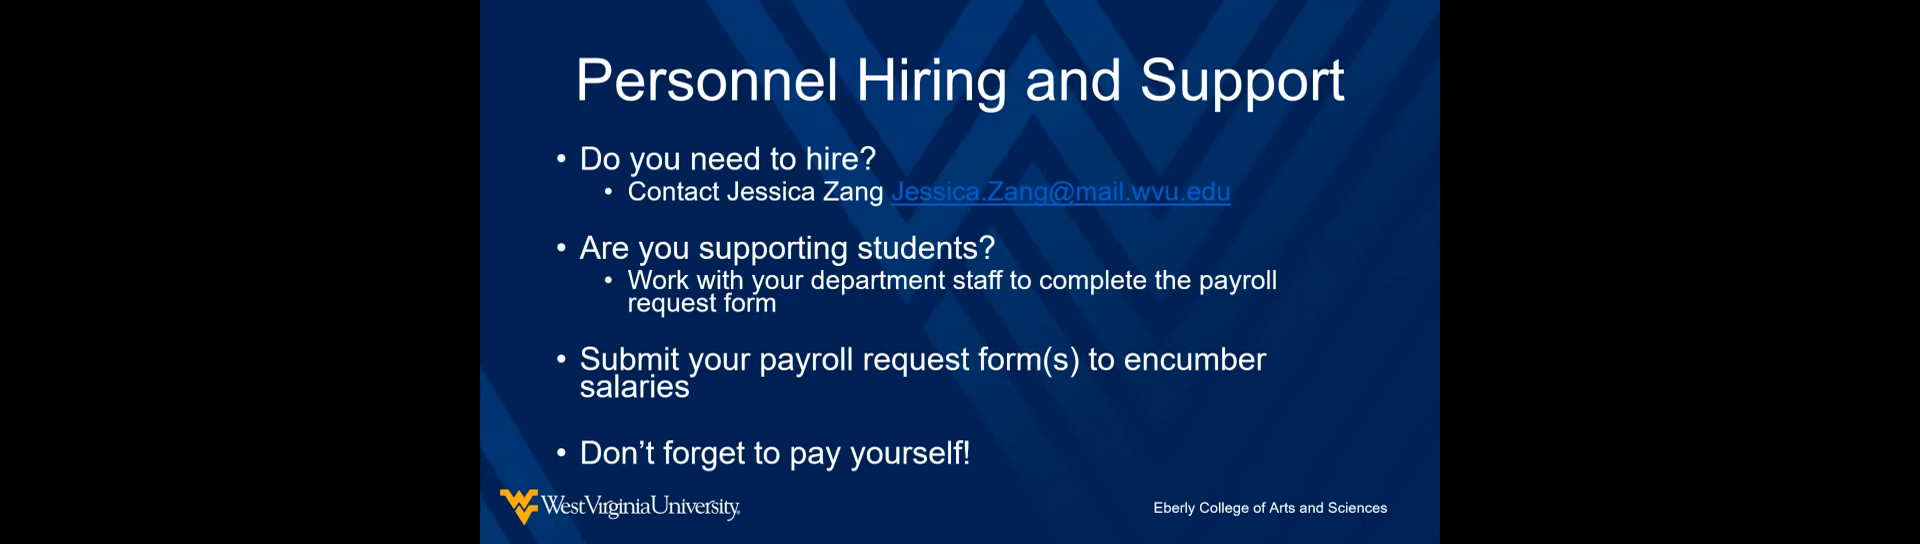 Personnel Hiring and Support
• Do you need to hire?
• Contact Jessica Zang Jessica.Zang@mail.wvu.edu
• Are you supporting students?
• Work with your department staff to complete the payroll
request form
• Submit your payroll request form(s) to encumber
salaries
• Don’t forget to pay yourself!
WestVirginiaUniversity.
Eberly College of Arts and Sciences